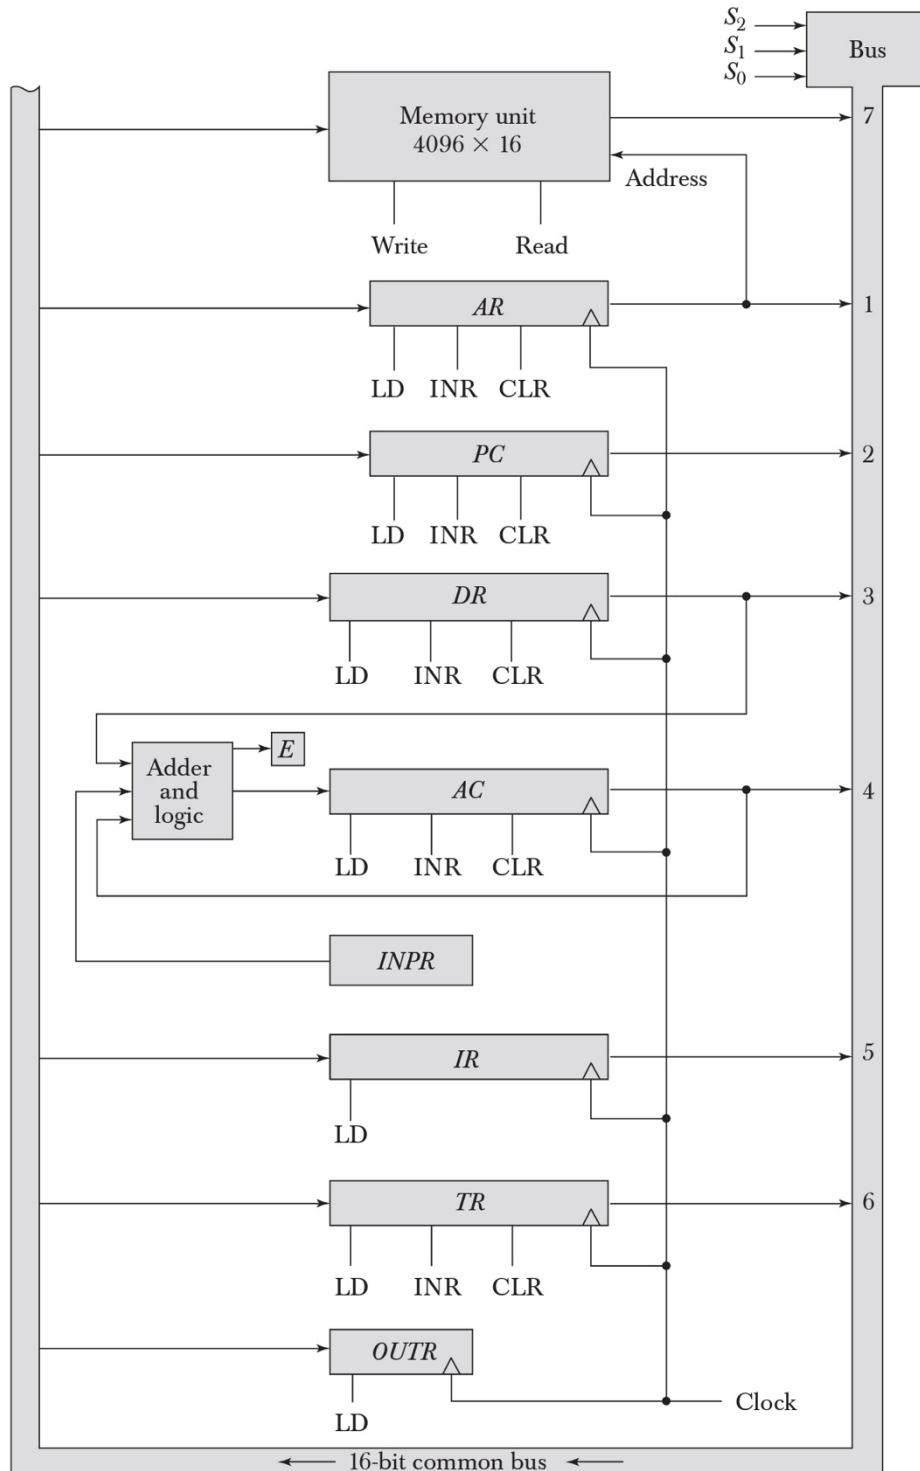 S2
S1
S0
Bus
Memory unit
4096 × 16
7
Address
Write Read
AR
1
LD INR CLR
PC
2
LD INR CLR
DR
3
LD INR CLR
E
Adder
and
logic
AC
4
LD INR CLR
INPR
IR
5
LD
TR
6
LD INR CLR
OUTR
Clock
LD
16-bit common bus